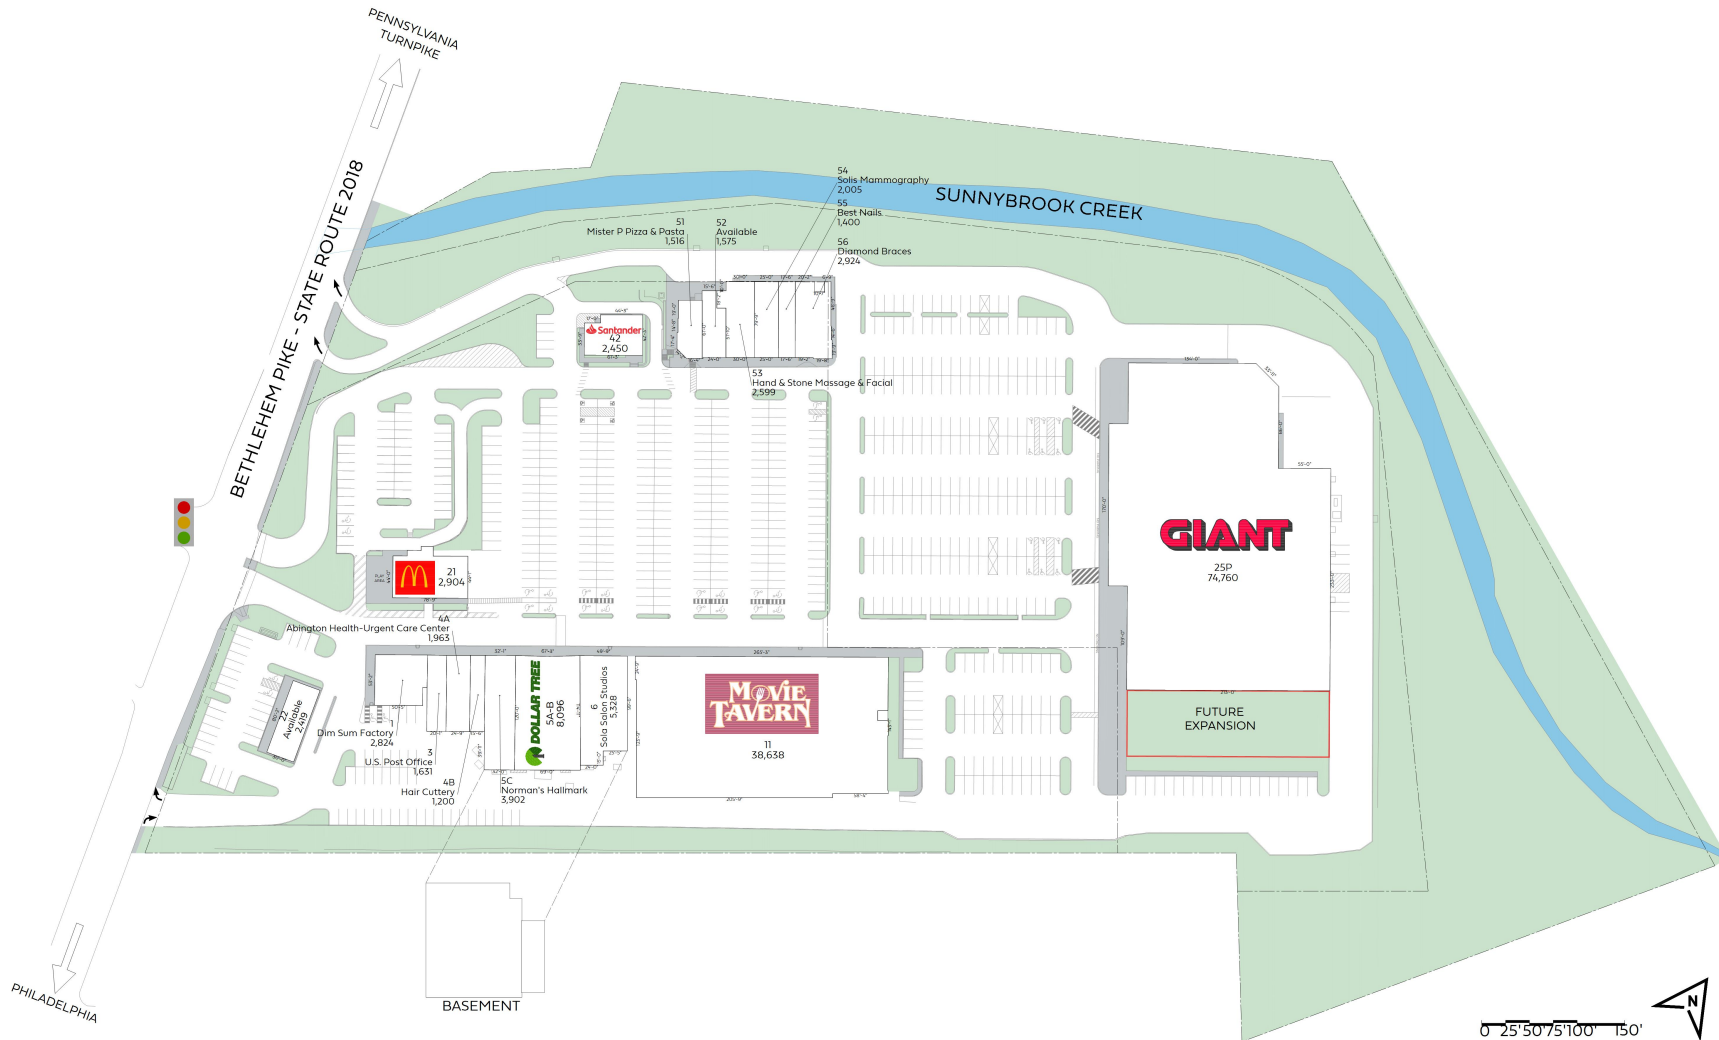 PENNSYLVANIA
TURNPIKE
BETHLEHEM PIKE - STATE ROUTE 2018
SUNNYBROOK CREEK
54
Solis Mammography
2,005
55
Best Nails
1,400
56
Diamond Braces
2,924
51
Mister P Pizza & Pasta
1,516
52
Available
1,575
Santander
42
2,450
53
Hand & Stone Massage & Facial
2,599
GIANT
25P
74,760
21
2,904
4A
Abington Health-Urgent Care Center
1,963
22
Available
2,419
1
Dim Sum Factory
2,824
3
U.S. Post Office
1,631
4B
Hair Cuttery
1,200
5C
Norman's Hallmark
3,902
DOLLAR TREE
5A-B
8,096
6
Sola Salon Studios
5,328
MOVIE
TAVERN
11
38,638
FUTURE
EXPANSION
BASEMENT
PHILADELPHIA
N
0 25' 50' 75' 100' 150'